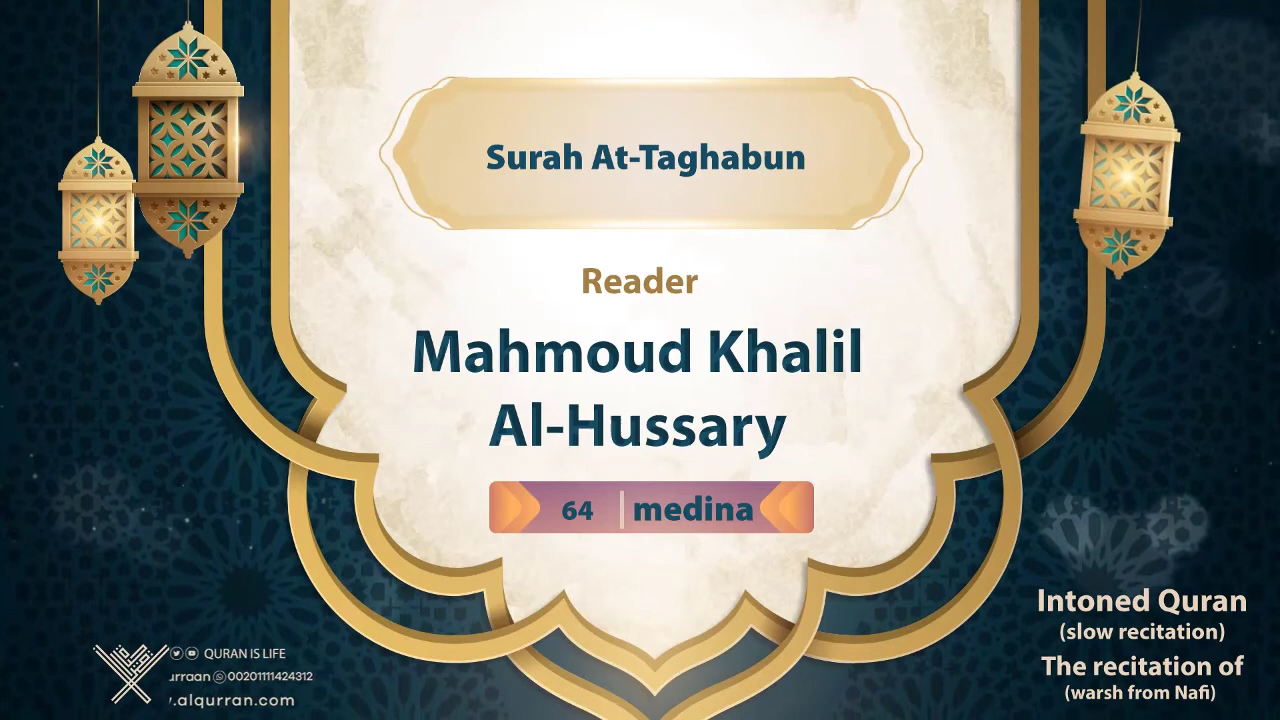 Surah At-Taghabun
Reader
Mahmoud Khalil
Al-Hussary
64 | medina
Intoned Quran
(slow recitation)
The recitation of
(warsh from Nafi)
QURAN IS LIFE
00201111424312
.alqurran.com